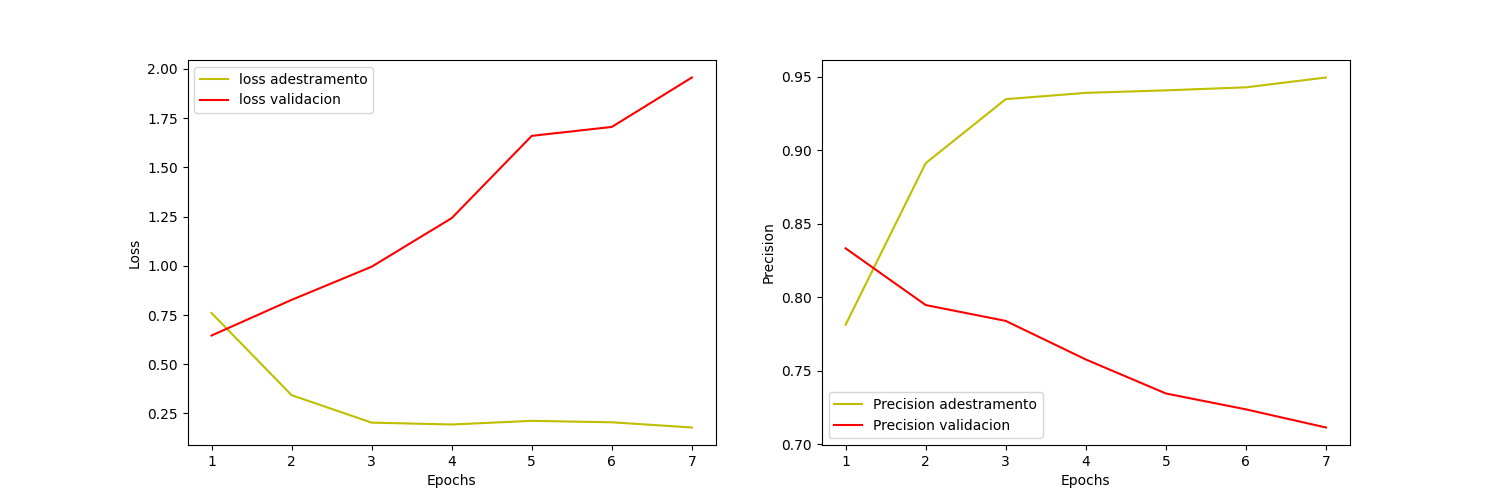 loss adestramento
loss validacion
2.00
1.75
1.50
1.25
1.00
0.75
0.50
0.25
Loss
1 2 3 4 5 6 7
Epochs
0.95
0.90
0.85
0.80
0.75
0.70
Precision
Precision adestramento
Precision validacion
1 2 3 4 5 6 7
Epochs